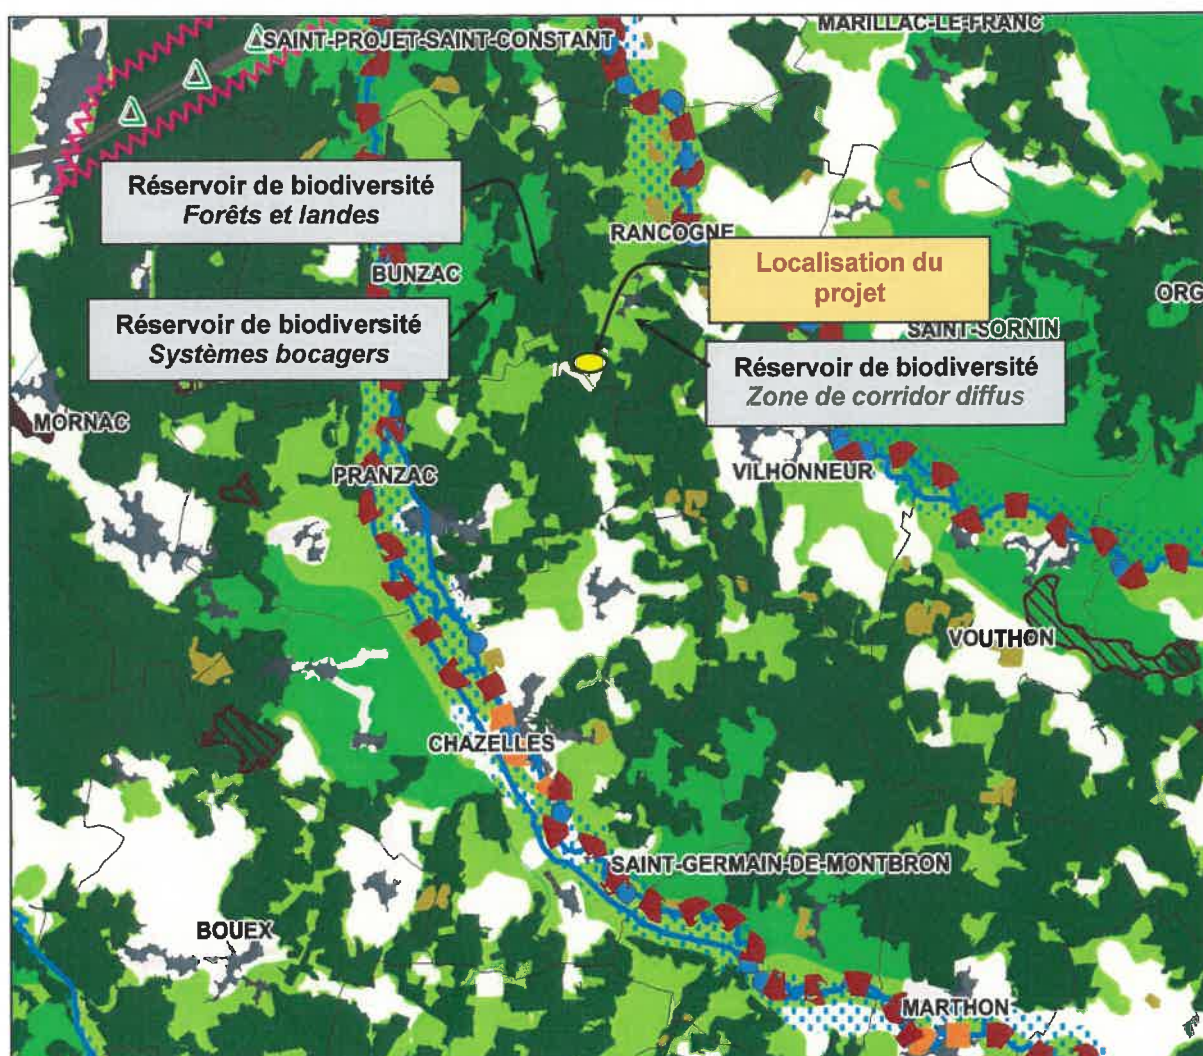 SAINT-PROJET-SAINT-CONSTANT
MARILLAC-LE-FRANC
Réservoir de biodiversité
Forêts et landes
RANCOGNE
Localisation du
projet
BUNZAC
ORG
Réservoir de biodiversité
Systèmes bocagers
SAINT-SORNIN
Réservoir de biodiversité
Zone de corridor diffus
MORNAC
PRANZAC
VILHONNEUR
VOUTHON
CHAZELLES
SAINT-GERMAIN-DE-MONTBRON
BOUEX
MARTHON